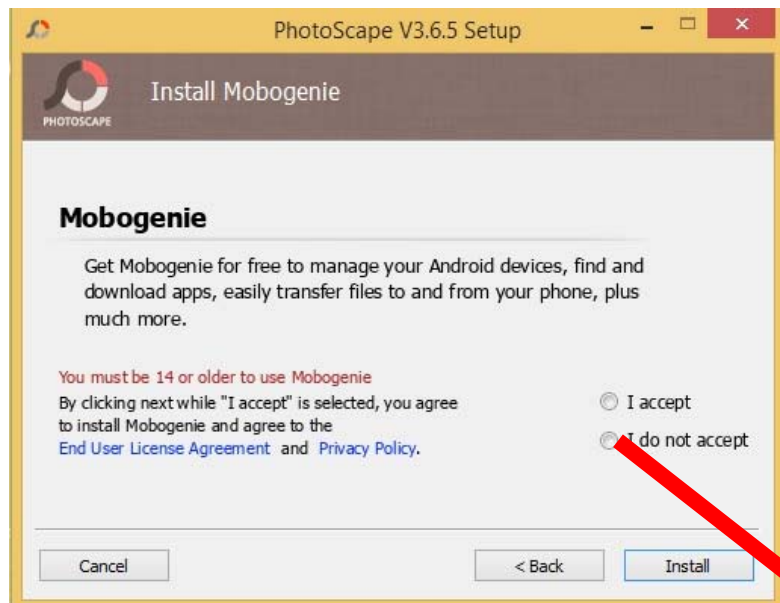 PhotoScape V3.6.5 Setup
PHOTOSCAPE
Install Mobogenie
Mobogenie
Get Mobogenie for free to manage your Android devices, find and
download apps, easily transfer files to and from your phone, plus
much more.
You must be 14 or older to use Mobogenie
By clicking next while "I accept" is selected, you agree
to install Mobogenie and agree to the
End User License Agreement and Privacy Policy.
I accept
I do not accept
Cancel
< Back
Install